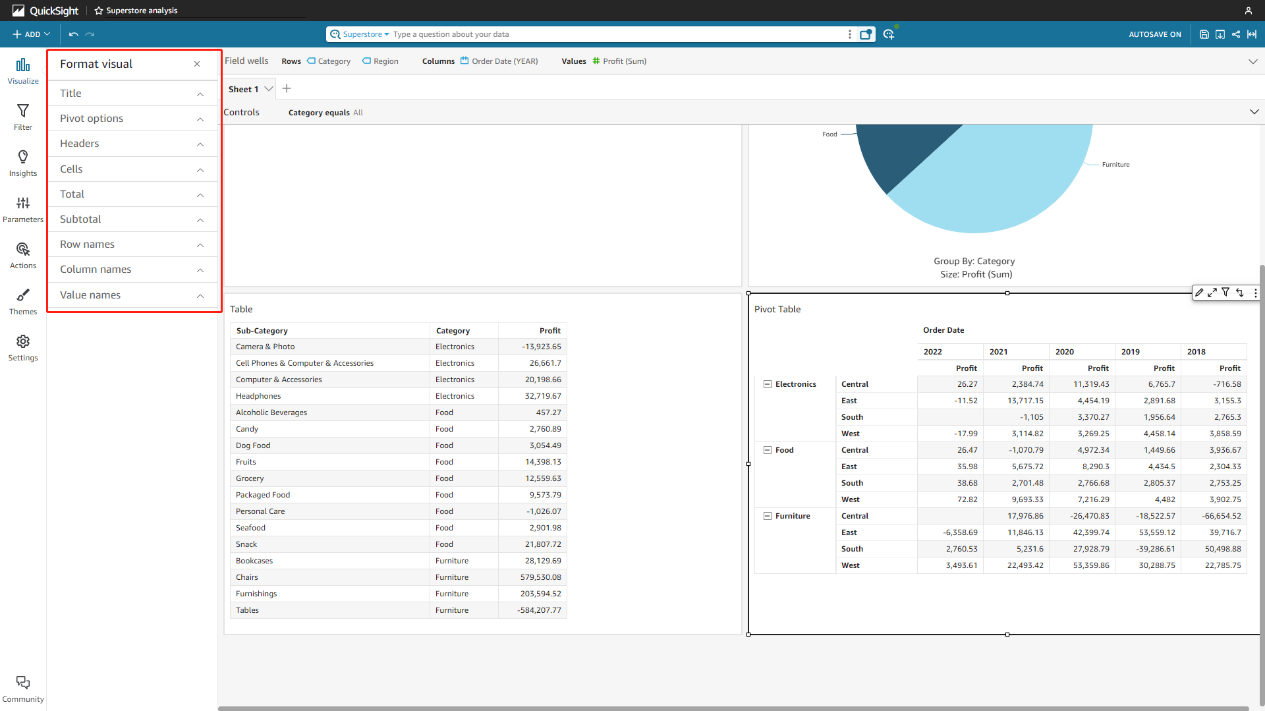 QuickSight Superstore analysis
ADD Superstore Type a question about your data AUTOSAVE ON
Visualize
Filter
Insights
Parameters
Actions
Themes
Settings
Community
Format visual
Title
Pivot options
Headers
Cells
Total
Subtotal
Row names
Column names
Value names
Field wells Rows Category Region Columns Order Date (YEAR) Values Profit (Sum)
Sheet 1
Controls Category equals All
Food
Furniture
Group By: Category
Size: Profit (Sum)
Table
Sub-Category Category Profit
Camera & Photo Electronics -13,923.65
Cell Phones & Computer & Accessories Electronics 26,661.7
Computer & Accessories Electronics 20,198.66
Headphones Electronics 32,719.67
Alcoholic Beverages Food 457.27
Candy Food 2,760.89
Dog Food Food 3,054.49
Fruits Food 14,398.13
Grocery Food 12,559.63
Packaged Food Food 9,573.79
Personal Care Food -1,026.07
Seafood Food 2,901.98
Snack Food 21,807.72
Bookcases Furniture 28,129.69
Chairs Furniture 579,530.08
Furnishings Furniture 203,594.52
Tables Furniture -584,207.77
Pivot Table
Order Date
2022 2021 2020 2019 2018
Profit Profit Profit Profit Profit
Electronics Central 26.27 2,384.74 11,319.43 6,765.7 -716.58
East -11.52 13,717.15 4,454.19 2,891.68 3,155.3
South -1,105 3,370.27 1,956.64 2,765.3
West -17.99 3,114.82 3,269.25 4,458.14 3,858.59
Food Central 26.47 -1,070.79 4,972.34 1,449.66 3,936.67
East 35.98 5,675.72 8,290.3 4,434.5 2,304.33
South 38.68 2,701.48 2,766.68 2,805.37 2,753.25
West 72.82 9,693.33 7,216.29 4,482 3,902.75
Furniture Central 17,976.86 -26,470.83 -18,522.57 -66,654.52
East -6,358.69 11,846.13 42,399.74 53,559.12 39,716.7
South 2,760.53 5,231.6 27,928.79 -39,286.61 50,498.88
West 3,493.61 22,493.42 53,359.86 30,288.75 22,785.75